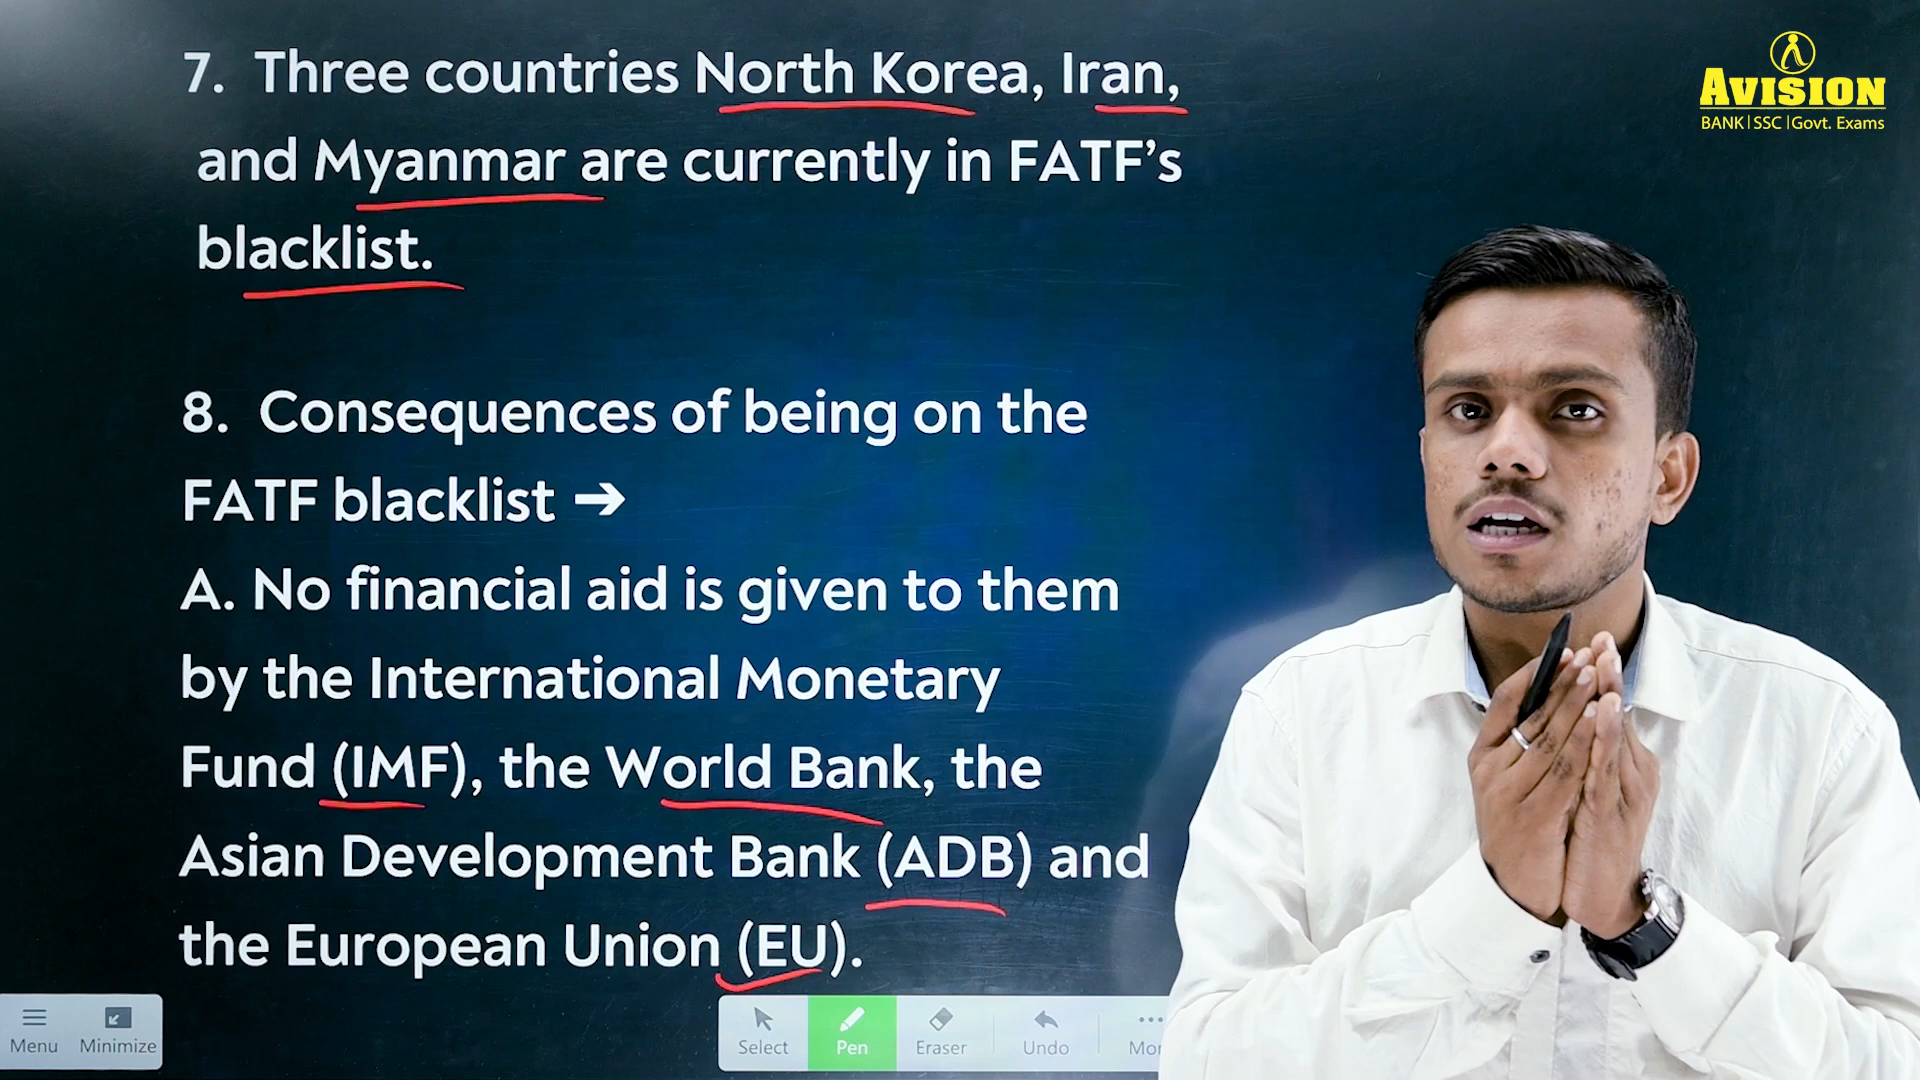 7. Three countries North Korea, Iran,
and Myanmar are currently in FATF’s
blacklist.
8. Consequences of being on the
FATF blacklist ➔
A. No financial aid is given to them
by the International Monetary
Fund (IMF), the World Bank, the
Asian Development Bank (ADB) and
the European Union (EU).
AVISION
BANK|SSC|Govt. Exams
Menu Minimize
Select Pen Eraser Undo